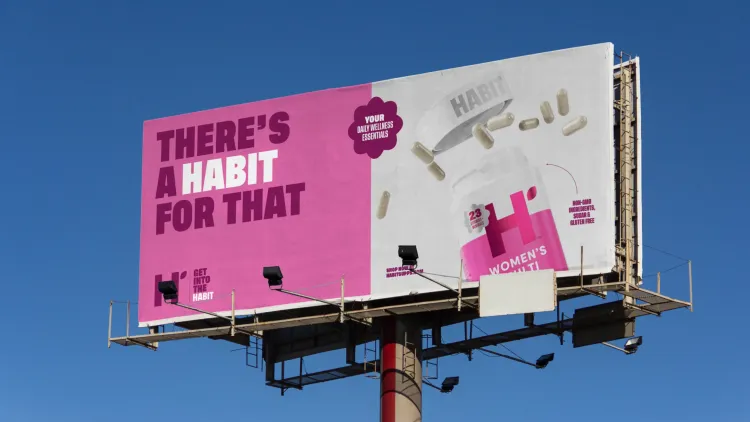 THERE'S
A HABIT
FOR THAT
H
GET
INTO
THE
HABIT
YOUR
DAILY WELLNESS
ESSENTIALS
HABIT
23
H
WOMEN'S
MULTI
NON-GMO
INGREDIENTS,
SUGAR &
GLUTEN FREE